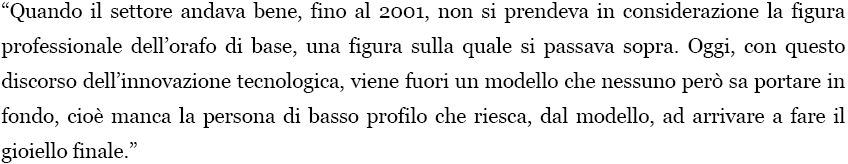 “Quando il settore andava bene, fino al 2001, non si prendeva in considerazione la figura
professionale dell’orafo di base, una figura sulla quale si passava sopra. Oggi, con questo
discorso dell’innovazione tecnologica, viene fuori un modello che nessuno però sa portare in
fondo, cioè manca la persona di basso profilo che riesca, dal modello, ad arrivare a fare il
gioiello finale.”